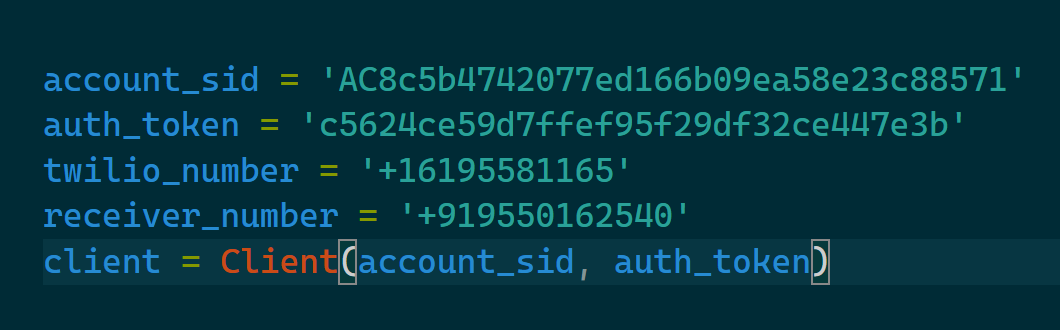 account_sid = 'AC8c5b4742077ed166b09ea58e23c88571'
auth_token = 'c5624ce59d7ffef95f29df32ce447e3b'
twilio_number = '+16195581165'
receiver_number = '+919550162540'
client = Client(account_sid, auth_token)